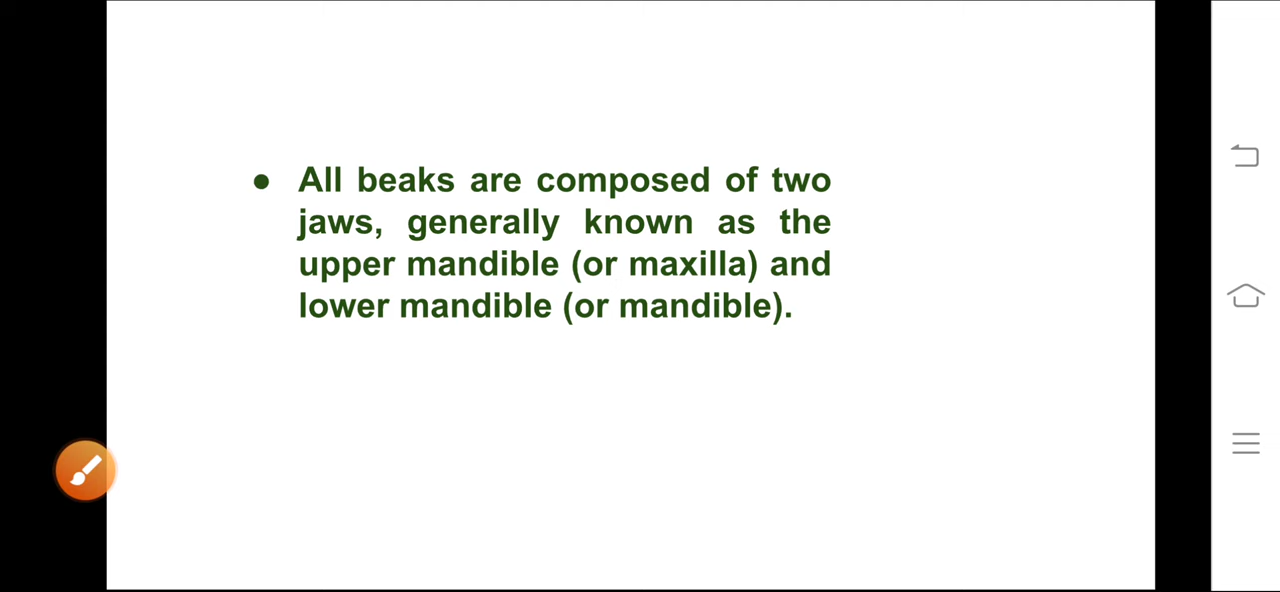 ● All beaks are composed of two
jaws, generally known as the
upper mandible (or maxilla) and
lower mandible (or mandible).